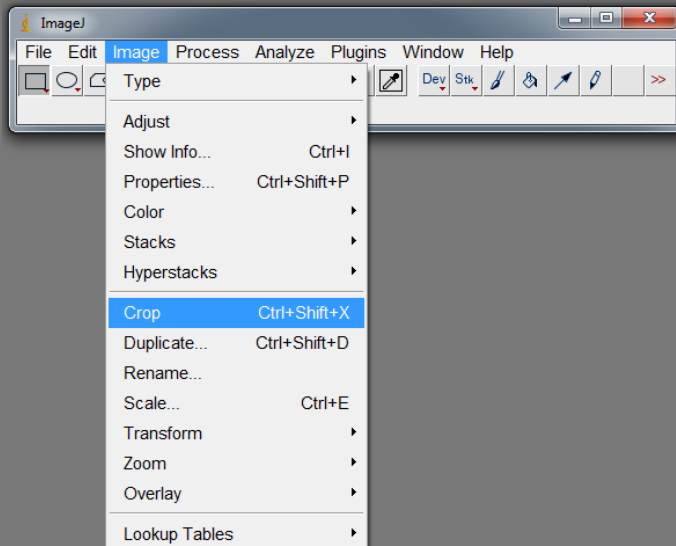 ImageJ
File Edit Image Process Analyze Plugins Window Help
Dev Stk >>
Type
Adjust
Show Info... Ctrl+I
Properties... Ctrl+Shift+P
Color
Stacks
Hyperstacks
Crop Ctrl+Shift+X
Duplicate... Ctrl+Shift+D
Rename...
Scale... Ctrl+E
Transform
Zoom
Overlay
Lookup Tables